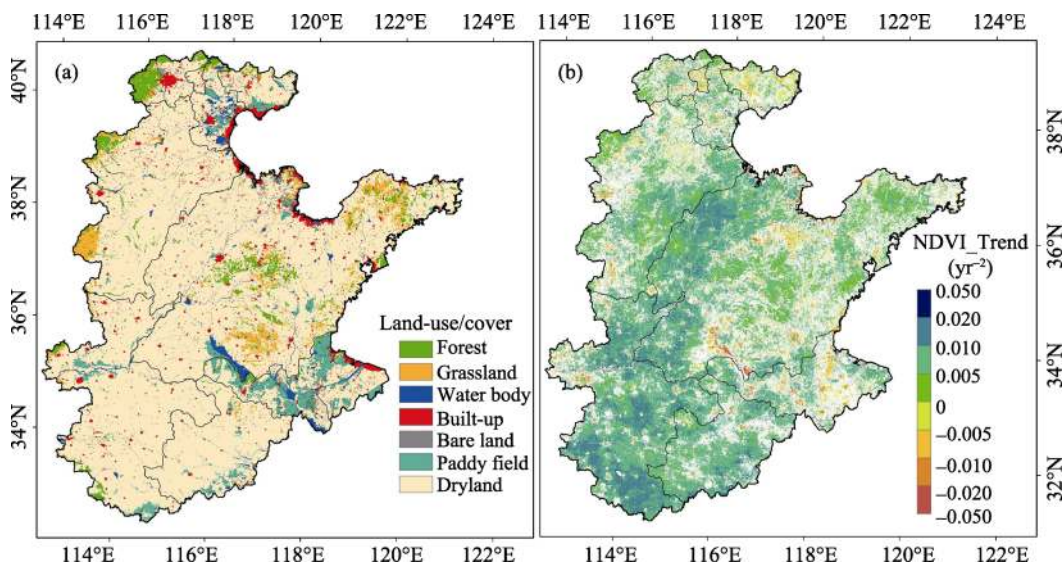 114°E 116°E 118°E 120°E 122°E 124°E
114°E 116°E 118°E 120°E 122°E 124°E
(a)
40°N
38°N
36°N
34°N
Land-use/cover
Forest
Grassland
Water body
Built-up
Bare land
Paddy field
Dryland
114°E 116°E 118°E 120°E 122°E
(b)
NDVI_Trend
(yr⁻²)
0.050
0.020
0.010
0.005
0
–0.005
–0.010
–0.020
–0.050
38°N
36°N
34°N
32°N
114°E 116°E 118°E 120°E 122°E